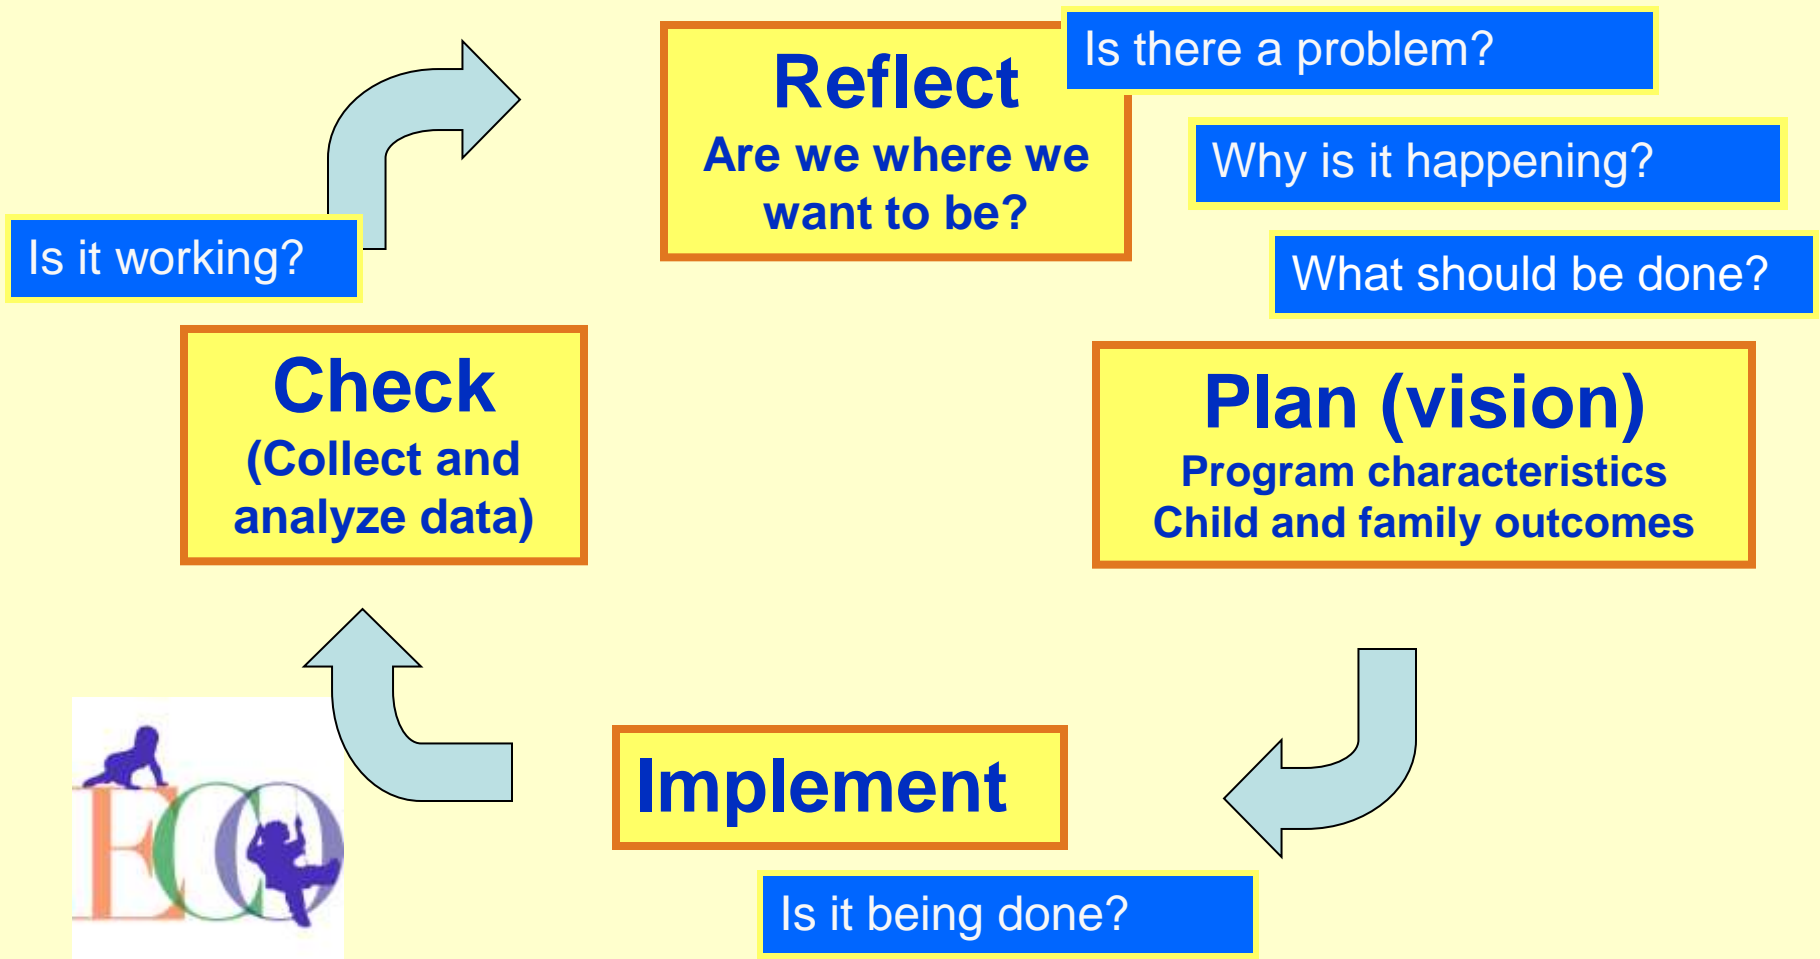 Reflect
Are we where we
want to be?
Is there a problem?
Why is it happening?
What should be done?
Is it working?
Check
(Collect and
analyze data)
Plan (vision)
Program characteristics
Child and family outcomes
Implement
Is it being done?
ECO